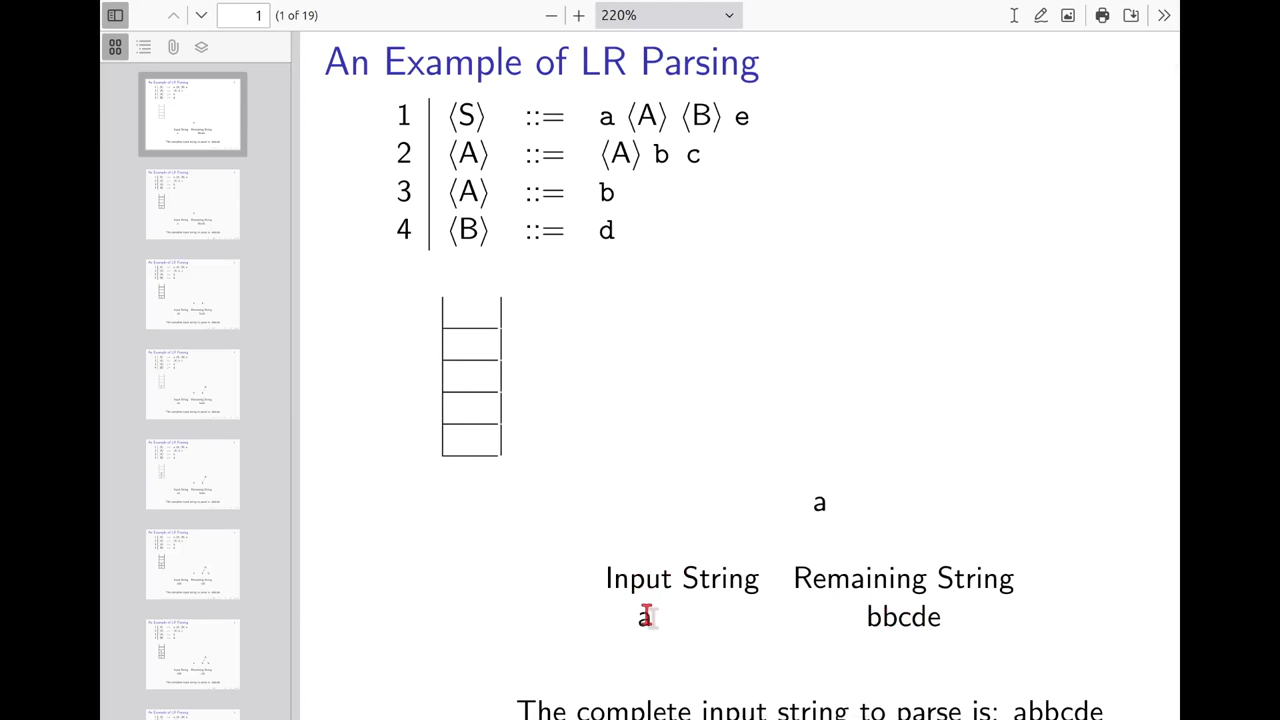 1 (1 of 19) 220%
An Example of LR Parsing
1 ⟨S⟩ ::= a ⟨A⟩ ⟨B⟩ e
2 ⟨A⟩ ::= ⟨A⟩ b c
3 ⟨A⟩ ::= b
4 ⟨B⟩ ::= d
a
Input String Remaining String
a bbcde
The complete input string to parse is: abbcde